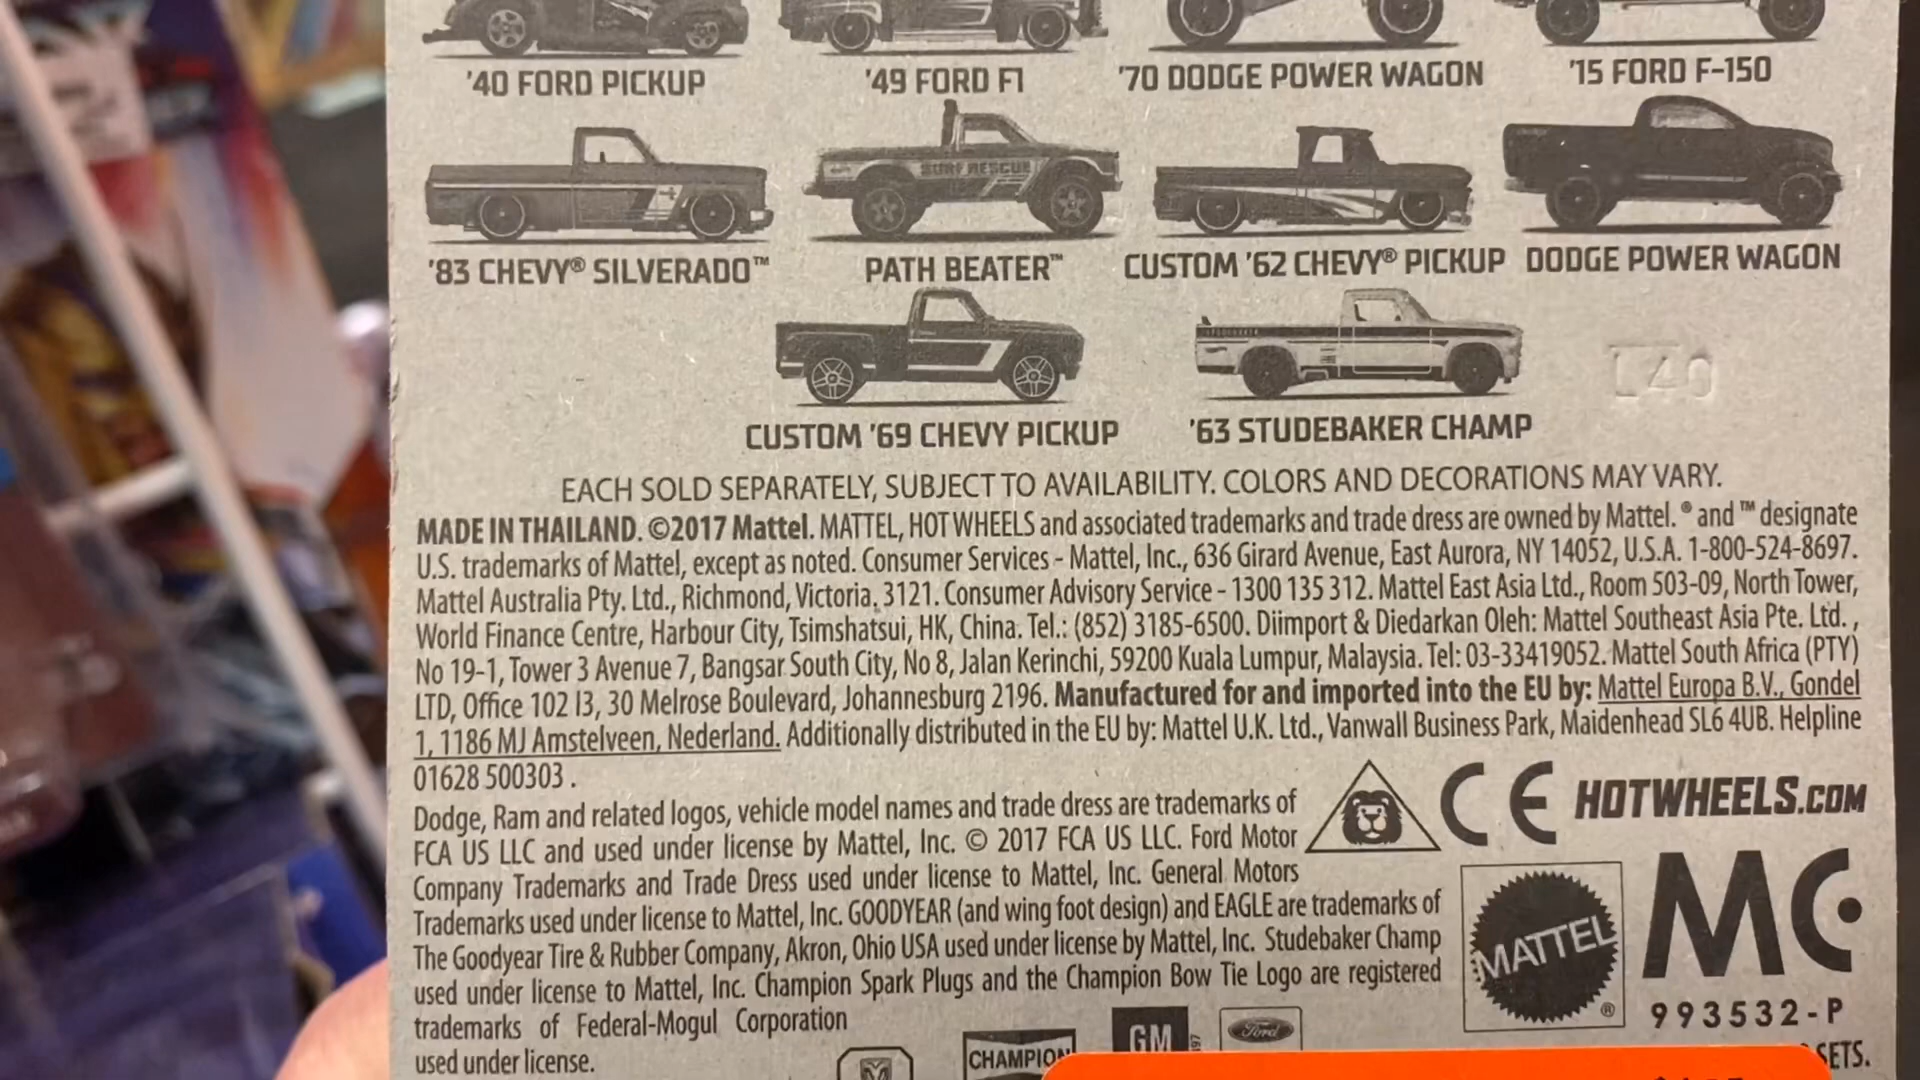 '40 FORD PICKUP '49 FORD F1 '70 DODGE POWER WAGON '15 FORD F-150
SURF RESCUE
'83 CHEVY® SILVERADO™ PATH BEATER™ CUSTOM '62 CHEVY® PICKUP DODGE POWER WAGON
L40
CUSTOM '69 CHEVY PICKUP '63 STUDEBAKER CHAMP
EACH SOLD SEPARATELY, SUBJECT TO AVAILABILITY. COLORS AND DECORATIONS MAY VARY.
MADE IN THAILAND. ©2017 Mattel. MATTEL, HOT WHEELS and associated trademarks and trade dress are owned by Mattel. ® and ™ designate
U.S. trademarks of Mattel, except as noted. Consumer Services - Mattel, Inc., 636 Girard Avenue, East Aurora, NY 14052, U.S.A. 1-800-524-8697.
Mattel Australia Pty. Ltd., Richmond, Victoria. 3121. Consumer Advisory Service - 1300 135 312. Mattel East Asia Ltd., Room 503-09, North Tower,
World Finance Centre, Harbour City, Tsimshatsui, HK, China. Tel.: (852) 3185-6500. Diimport & Diedarkan Oleh: Mattel Southeast Asia Pte. Ltd. ,
No 19-1, Tower 3 Avenue 7, Bangsar South City, No 8, Jalan Kerinchi, 59200 Kuala Lumpur, Malaysia. Tel: 03-33419052. Mattel South Africa (PTY)
LTD, Office 102 I3, 30 Melrose Boulevard, Johannesburg 2196. Manufactured for and imported into the EU by: Mattel Europa B.V., Gondel
1, 1186 MJ Amstelveen, Nederland. Additionally distributed in the EU by: Mattel U.K. Ltd., Vanwall Business Park, Maidenhead SL6 4UB. Helpline
01628 500303 .
Dodge, Ram and related logos, vehicle model names and trade dress are trademarks of
FCA US LLC and used under license by Mattel, Inc. © 2017 FCA US LLC. Ford Motor
Company Trademarks and Trade Dress used under license to Mattel, Inc. General Motors
Trademarks used under license to Mattel, Inc. GOODYEAR (and wing foot design) and EAGLE are trademarks of
The Goodyear Tire & Rubber Company, Akron, Ohio USA used under license by Mattel, Inc. Studebaker Champ
used under license to Mattel, Inc. Champion Spark Plugs and the Champion Bow Tie Logo are registered
trademarks of Federal-Mogul Corporation
used under license.
CE HOTWHEELS.COM
MATTEL® MC
993532-P
CHAMPION GM Ford
SETS.